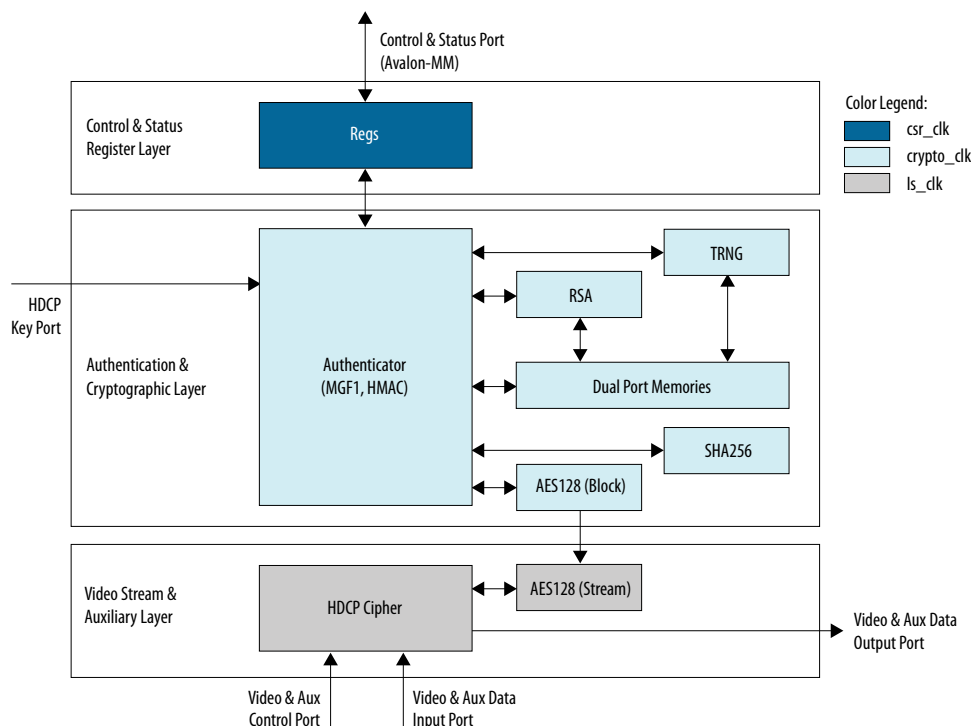 Control & Status Port
(Avalon-MM)
Control & Status
Register Layer
Regs
Color Legend:
csr_clk
crypto_clk
ls_clk
HDCP
Key Port
Authentication &
Cryptographic Layer
Authenticator
(MGF1, HMAC)
TRNG
RSA
Dual Port Memories
SHA256
AES128 (Block)
Video Stream &
Auxiliary Layer
HDCP Cipher
AES128 (Stream)
Video & Aux Data
Output Port
Video & Aux
Control Port
Video & Aux Data
Input Port